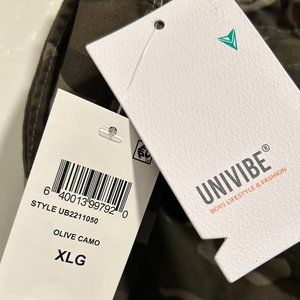 UNIVIBE®
BOYS LIFESTYLE & FASHION
6 40013 99792 0
STYLE UB2211050
OLIVE CAMO
XLG